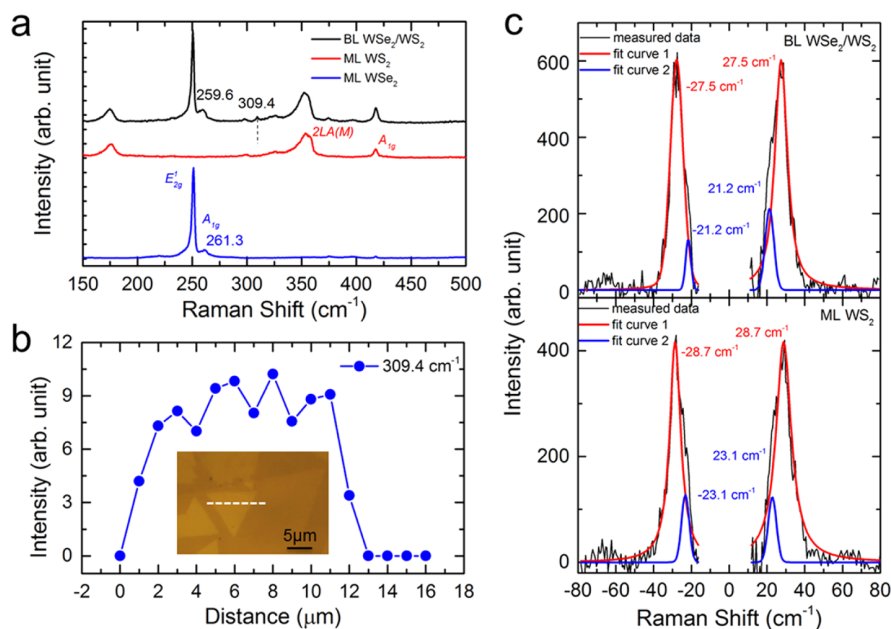 a
Intensity (arb. unit)
BL WSe₂/WS₂
ML WS₂
ML WSe₂
259.6
309.4
2LA(M)
A₁g
E¹₂g
A₁g
261.3
150 200 250 300 350 400 450 500
Raman Shift (cm⁻¹)
b
Intensity (arb. unit)
12
9
6
3
0
309.4 cm⁻¹
5μm
0 2 4 6 8 10 12 14 16 18
Distance (μm)
c
Intensity (arb. unit)
600
400
200
0
measured data
fit curve 1
fit curve 2
BL WSe₂/WS₂
27.5 cm⁻¹
-27.5 cm⁻¹
21.2 cm⁻¹
-21.2 cm⁻¹
Intensity (arb. unit)
400
200
0
measured data
fit curve 1
fit curve 2
ML WS₂
28.7 cm⁻¹
-28.7 cm⁻¹
23.1 cm⁻¹
-23.1 cm⁻¹
-80 -60 -40 -20 0 20 40 60 80
Raman Shift (cm⁻¹)